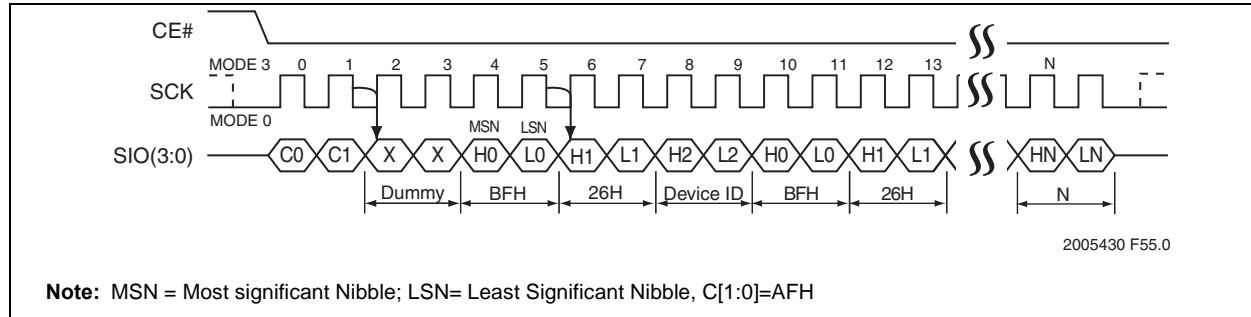 CE#
MODE 3 0 1 2 3 4 5 6 7 8 9 10 11 12 13 N
SCK
MODE 0
MSN LSN
SIO(3:0) C0 C1 X X H0 L0 H1 L1 H2 L2 H0 L0 H1 L1 HN LN
Dummy BFH 26H Device ID BFH 26H N
2005430 F55.0
Note: MSN = Most significant Nibble; LSN= Least Significant Nibble, C[1:0]=AFH